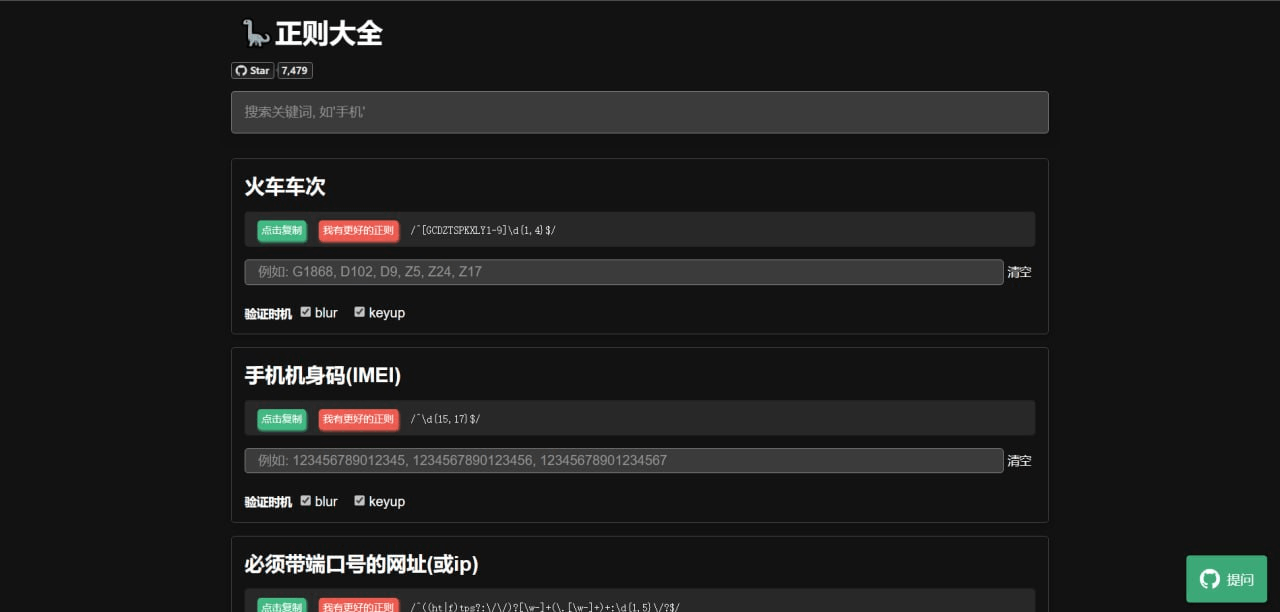 🦕正则大全
Star 7,479
搜索关键词, 如'手机'
火车车次
点击复制 我有更好的正则 /^[GCDZTSPKXLY1-9]\d{1,4}$/
例如: G1868, D102, D9, Z5, Z24, Z17 清空
验证时机 blur keyup
手机机身码(IMEI)
点击复制 我有更好的正则 /^\d{15,17}$/
例如: 123456789012345, 1234567890123456, 12345678901234567 清空
验证时机 blur keyup
必须带端口号的网址(或ip)
点击复制 我有更好的正则 /^((ht|f)tps?:\/\/)?[\w-]+(\.[\w-]+)+:\d{1,5}\/?$/
提问